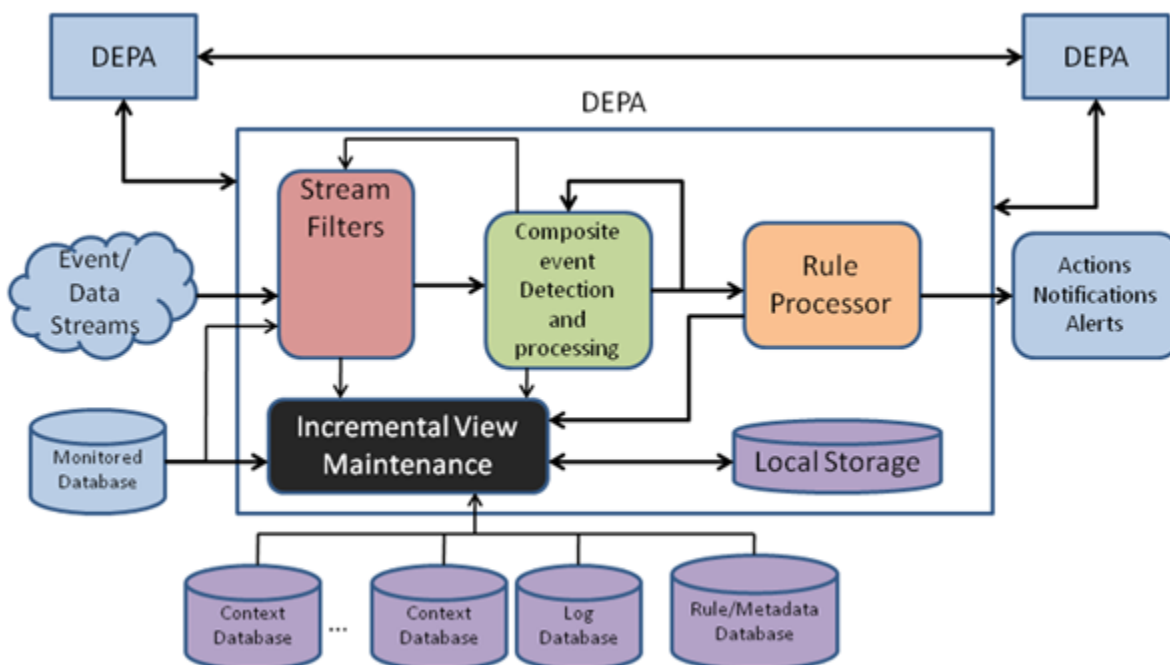 DEPA
DEPA
DEPA
Stream
Filters
Composite
event
Detection
and
processing
Rule
Processor
Event/
Data
Streams
Actions
Notifications
Alerts
Incremental View
Maintenance
Monitored
Database
Local Storage
Context
Database
...
Context
Database
Log
Database
Rule/Metadata
Database